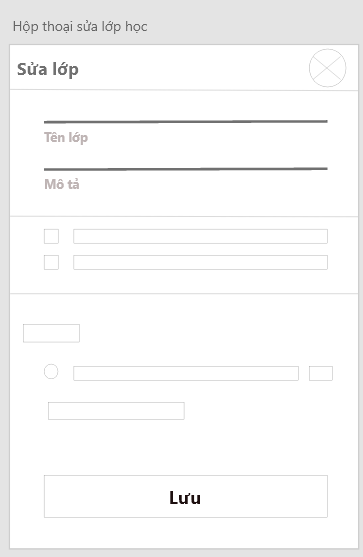 Hộp thoại sửa lớp học
Sửa lớp
Tên lớp
Mô tả
Lưu